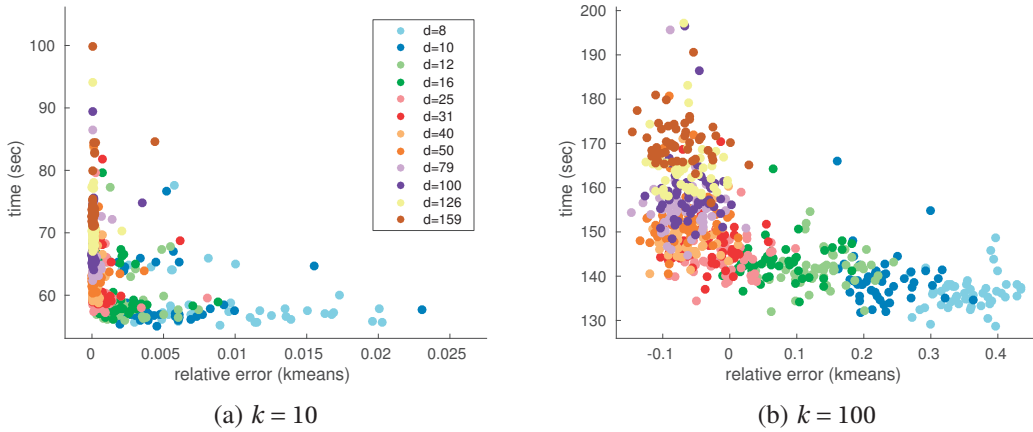 100
90
80
70
60
time (sec)
0
0.005
0.01
0.015
0.02
0.025
relative error (kmeans)
d=8
d=10
d=12
d=16
d=25
d=31
d=40
d=50
d=79
d=100
d=126
d=159
(a) k = 10
200
190
180
170
160
150
140
130
time (sec)
-0.1
0
0.1
0.2
0.3
0.4
relative error (kmeans)
(b) k = 100